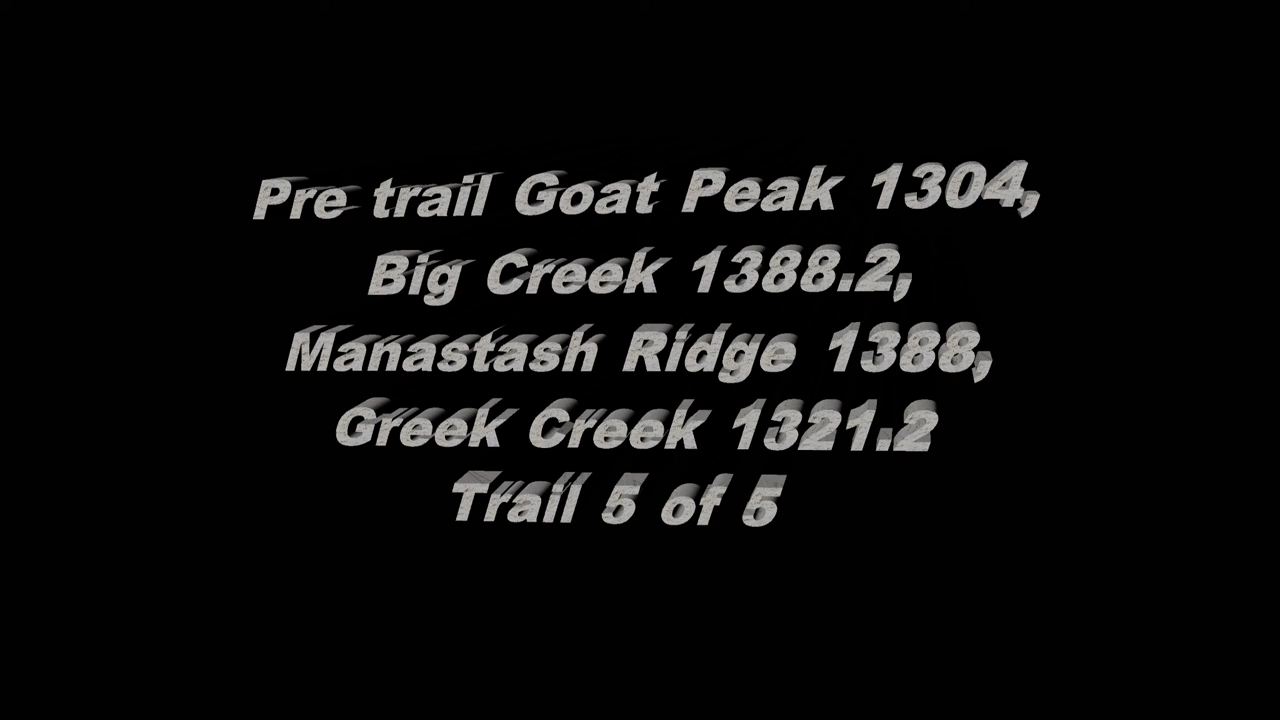 Pre trail Goat Peak 1304,
Big Creek 1388.2,
Manastash Ridge 1388,
Greek Creek 1321.2
Trail 5 of 5